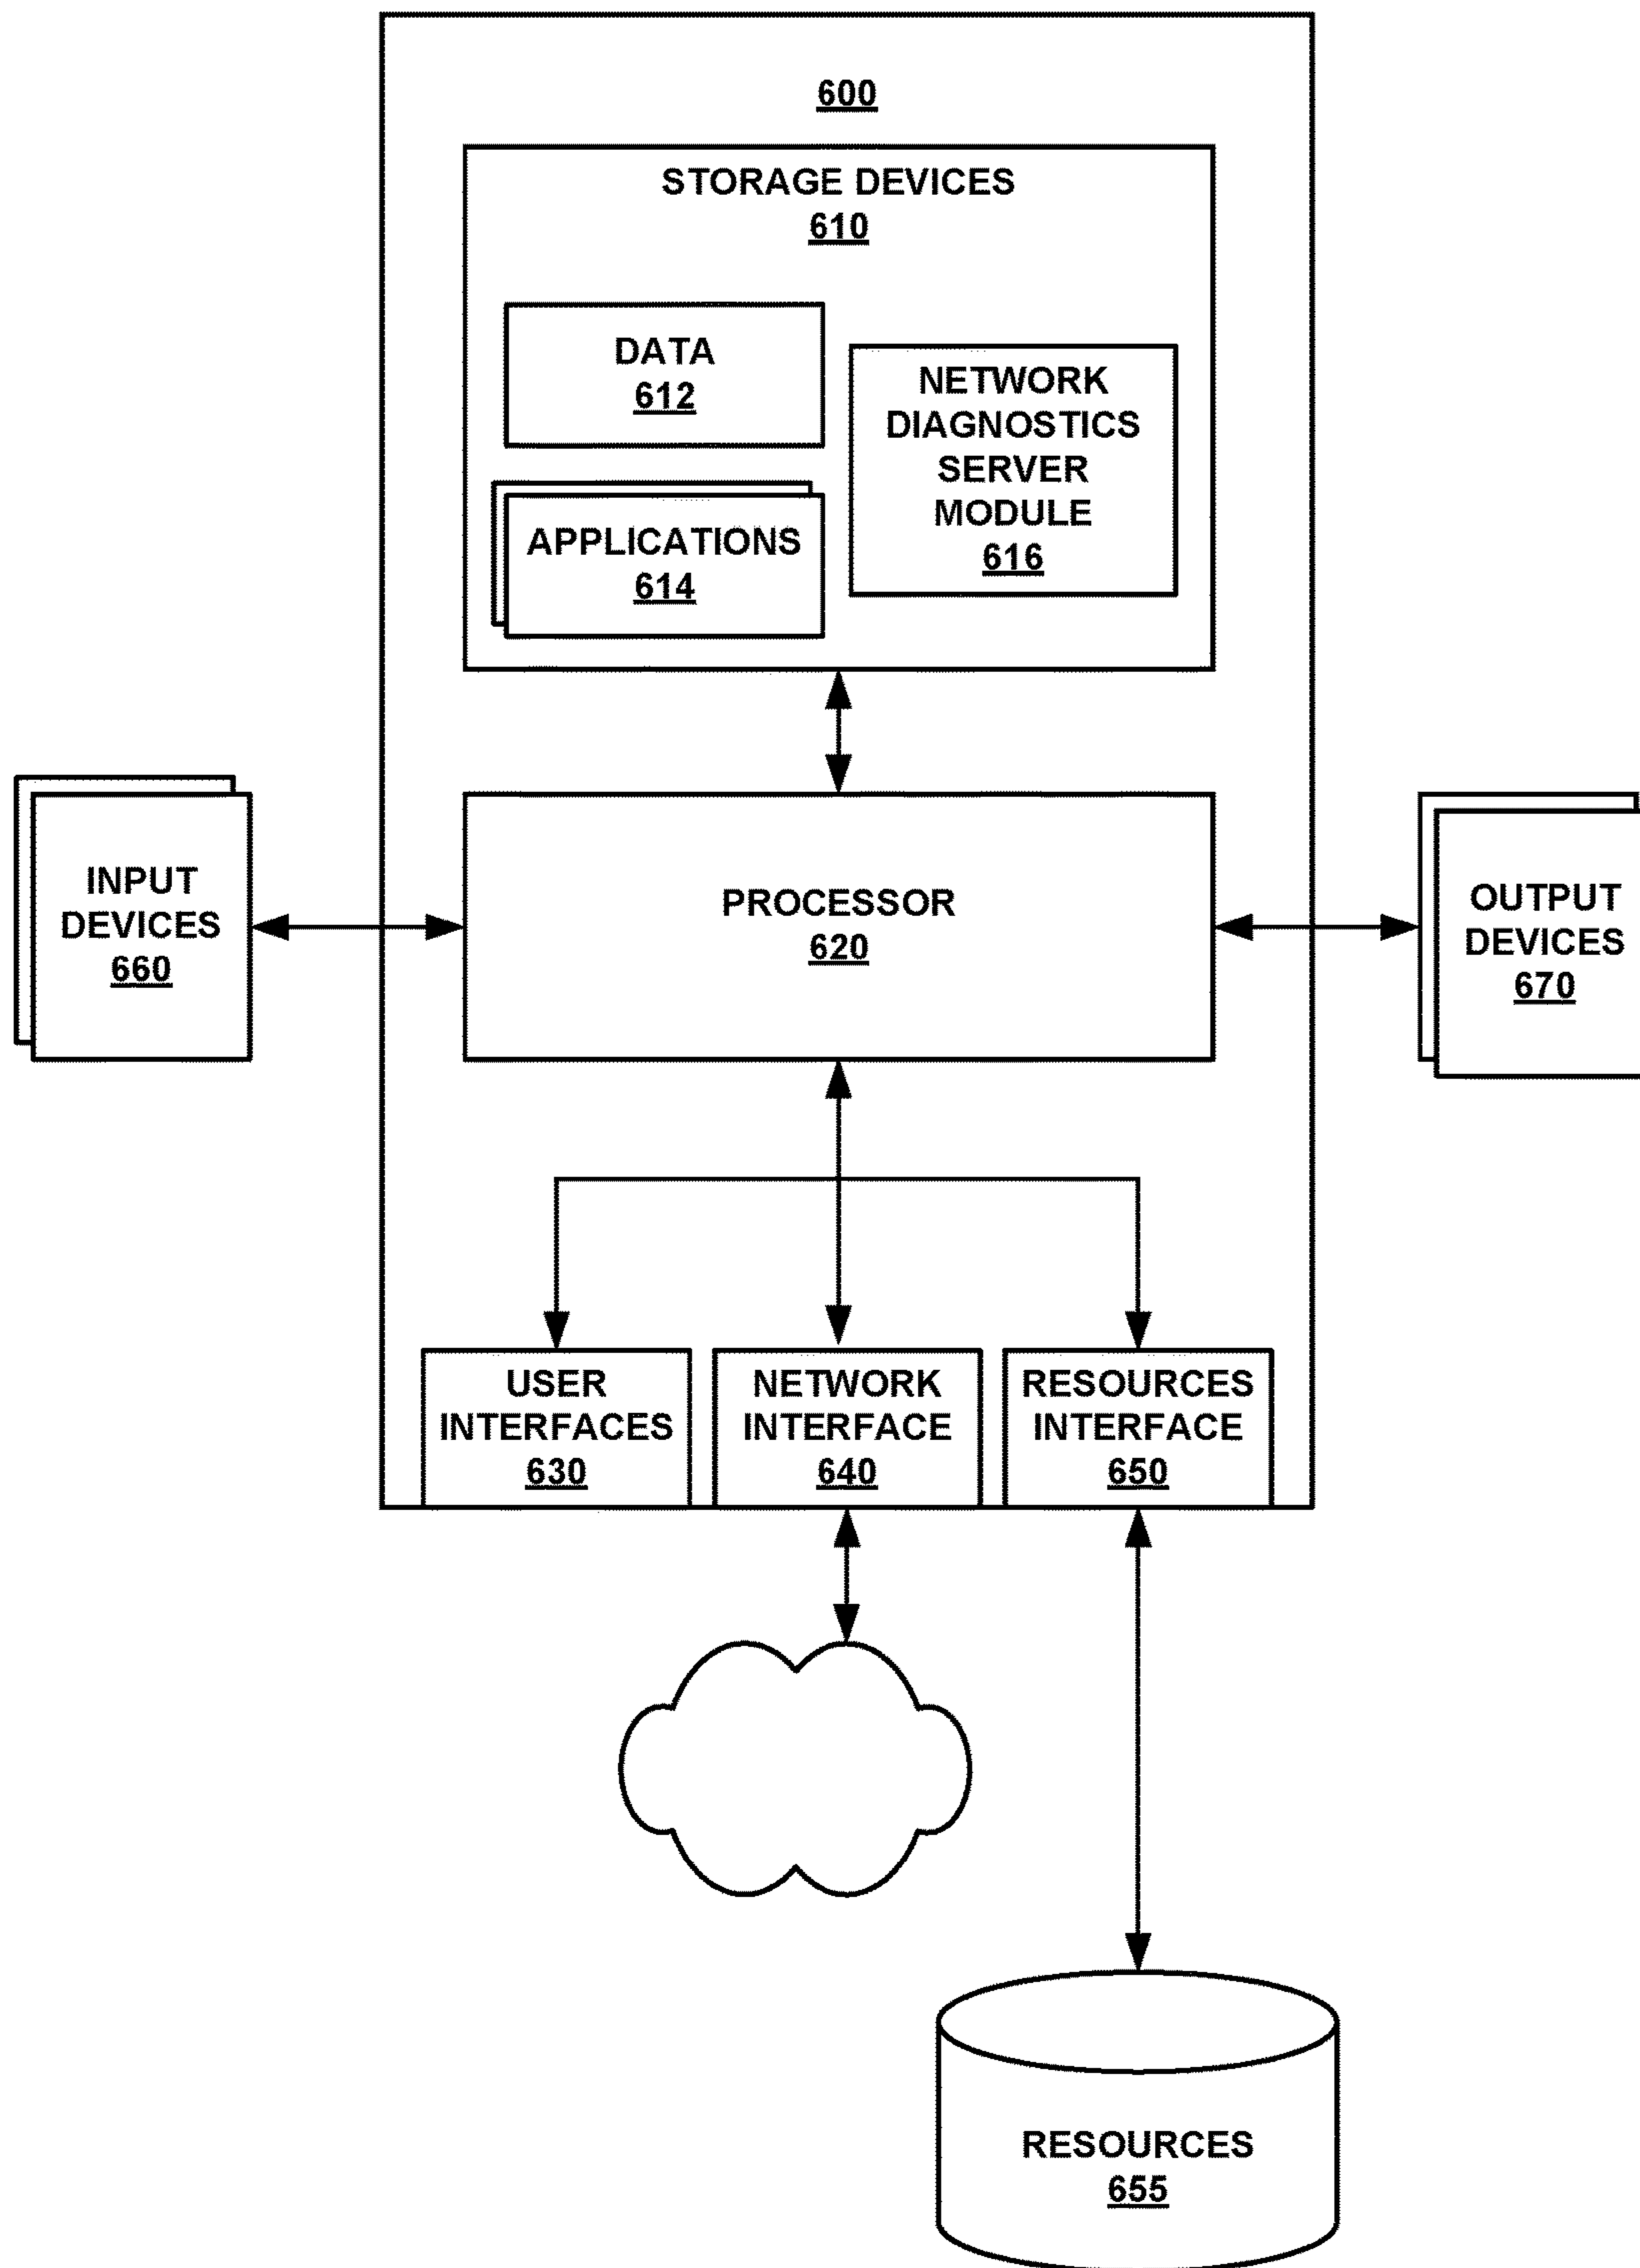 600
STORAGE DEVICES
610
DATA
612
NETWORK
DIAGNOSTICS
SERVER
MODULE
616
APPLICATIONS
614
INPUT
DEVICES
660
PROCESSOR
620
OUTPUT
DEVICES
670
USER
INTERFACES
630
NETWORK
INTERFACE
640
RESOURCES
INTERFACE
650
RESOURCES
655